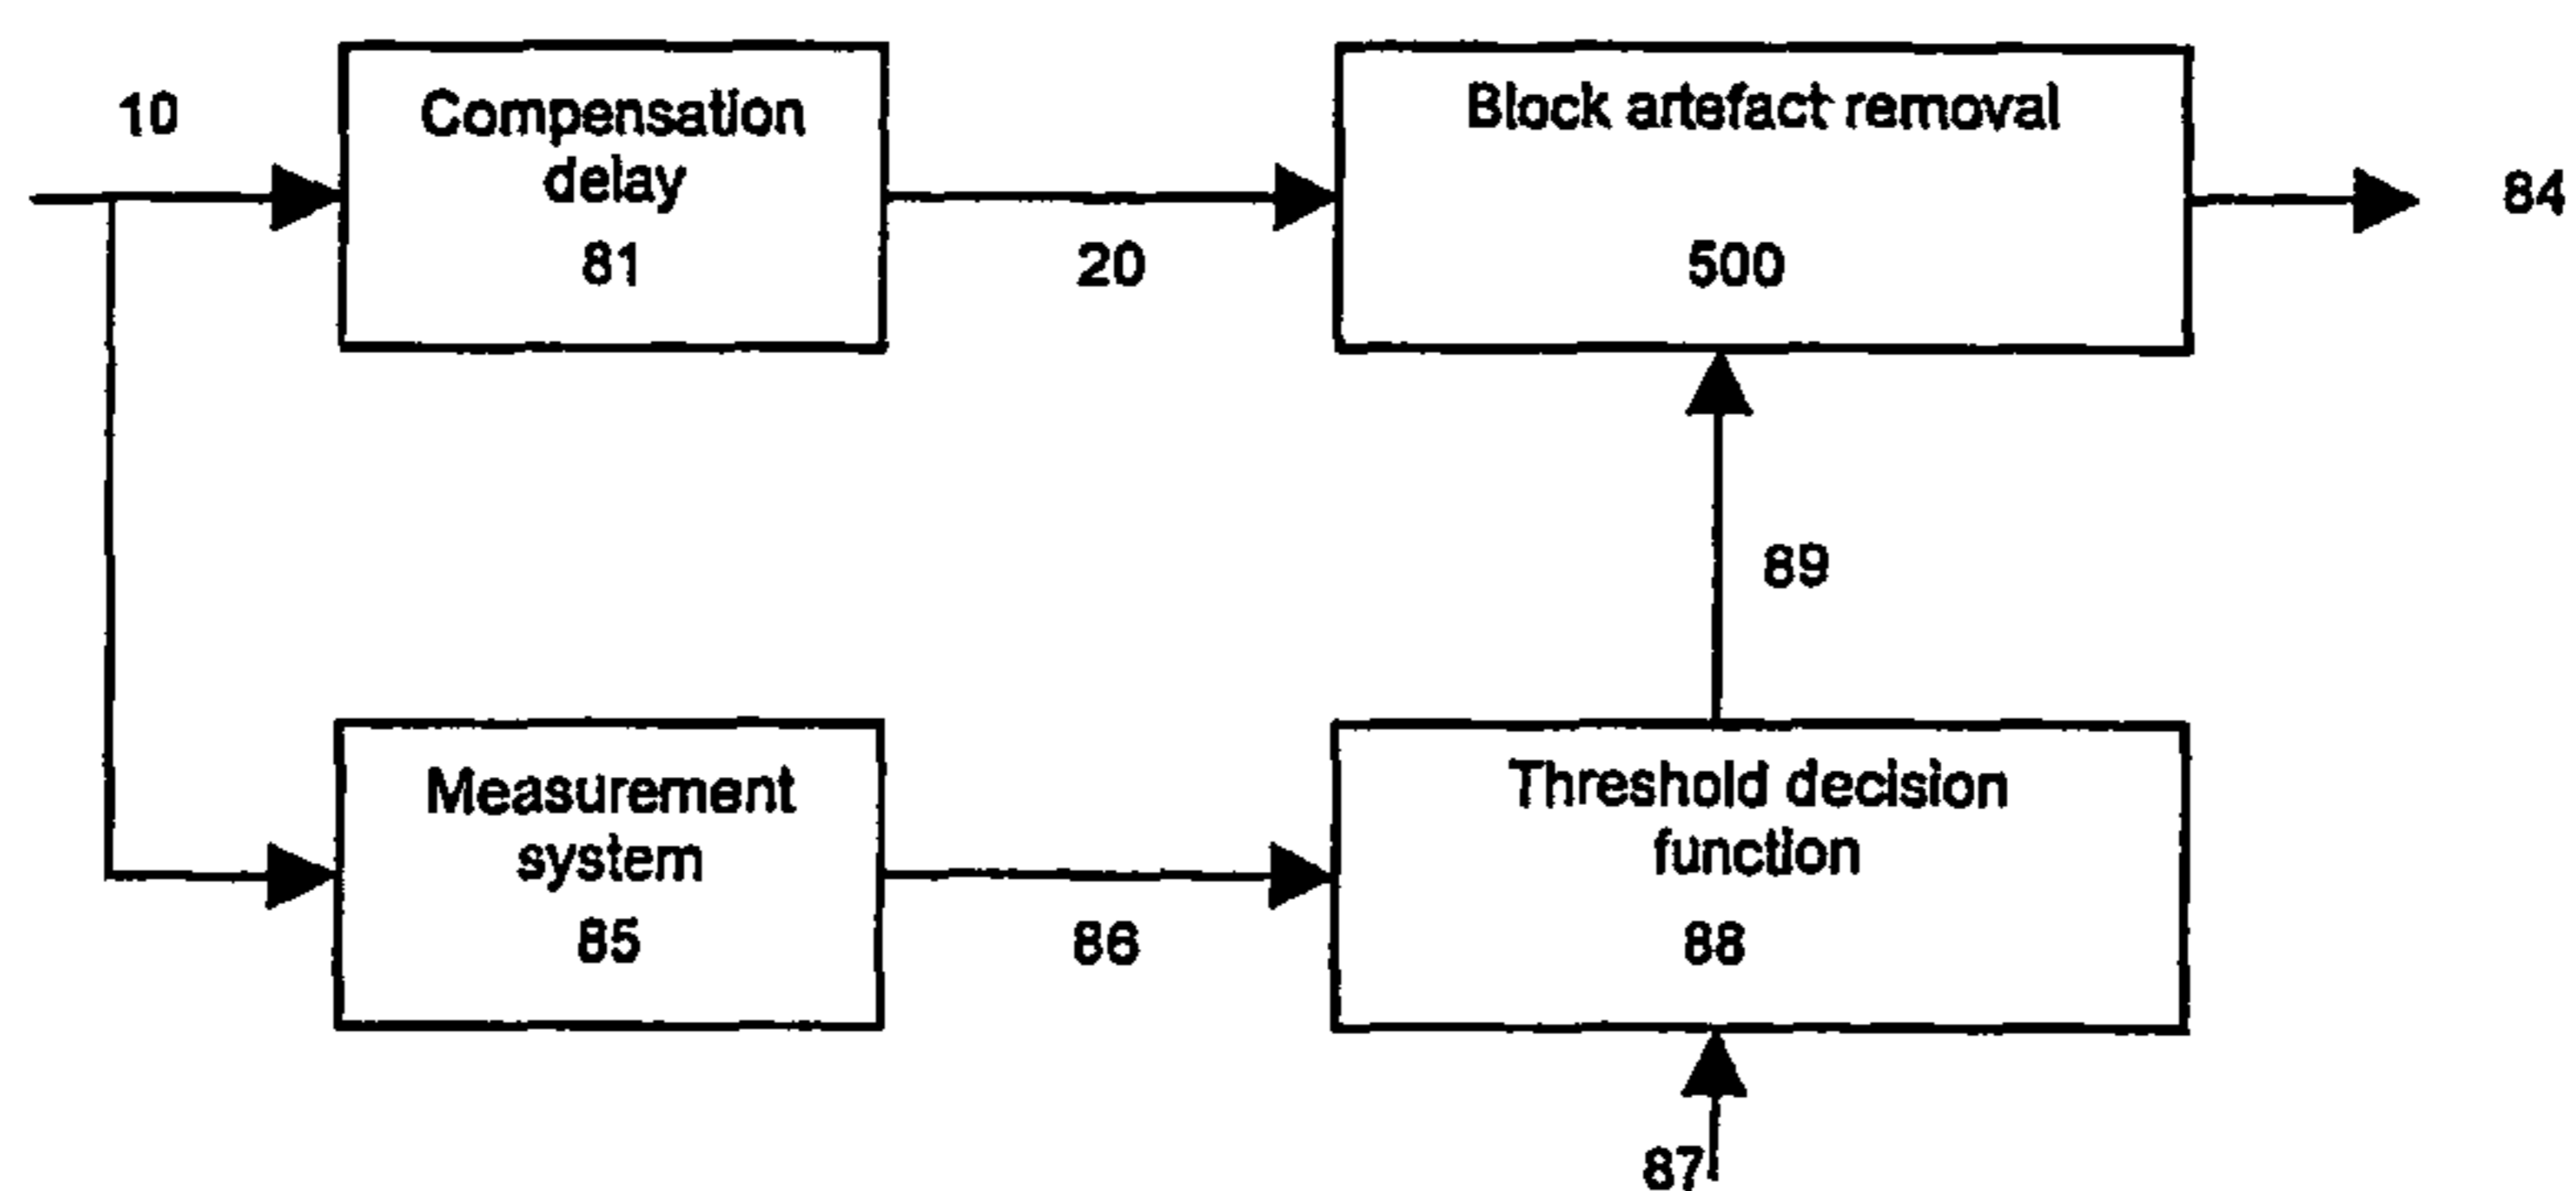 10
Compensation
delay
81
20
Block artefact removal
500
84
89
Measurement
system
85
86
Threshold decision
function
88
87